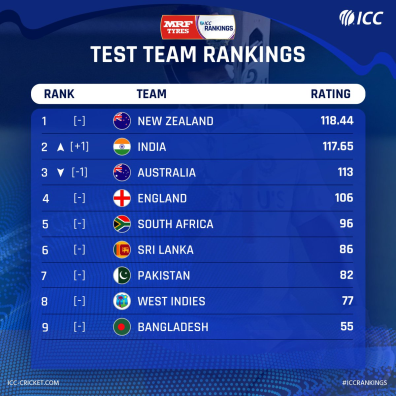 MRF TYRES ICC RANKINGS
ICC
TEST TEAM RANKINGS
RANK TEAM RATING
1 [-] NEW ZEALAND 118.44
2 [+1] INDIA 117.65
3 [-1] AUSTRALIA 113
4 [-] ENGLAND 106
5 [-] SOUTH AFRICA 96
6 [-] SRI LANKA 86
7 [-] PAKISTAN 82
8 [-] WEST INDIES 77
9 [-] BANGLADESH 55
ICC-CRICKET.COM #ICCRANKINGS